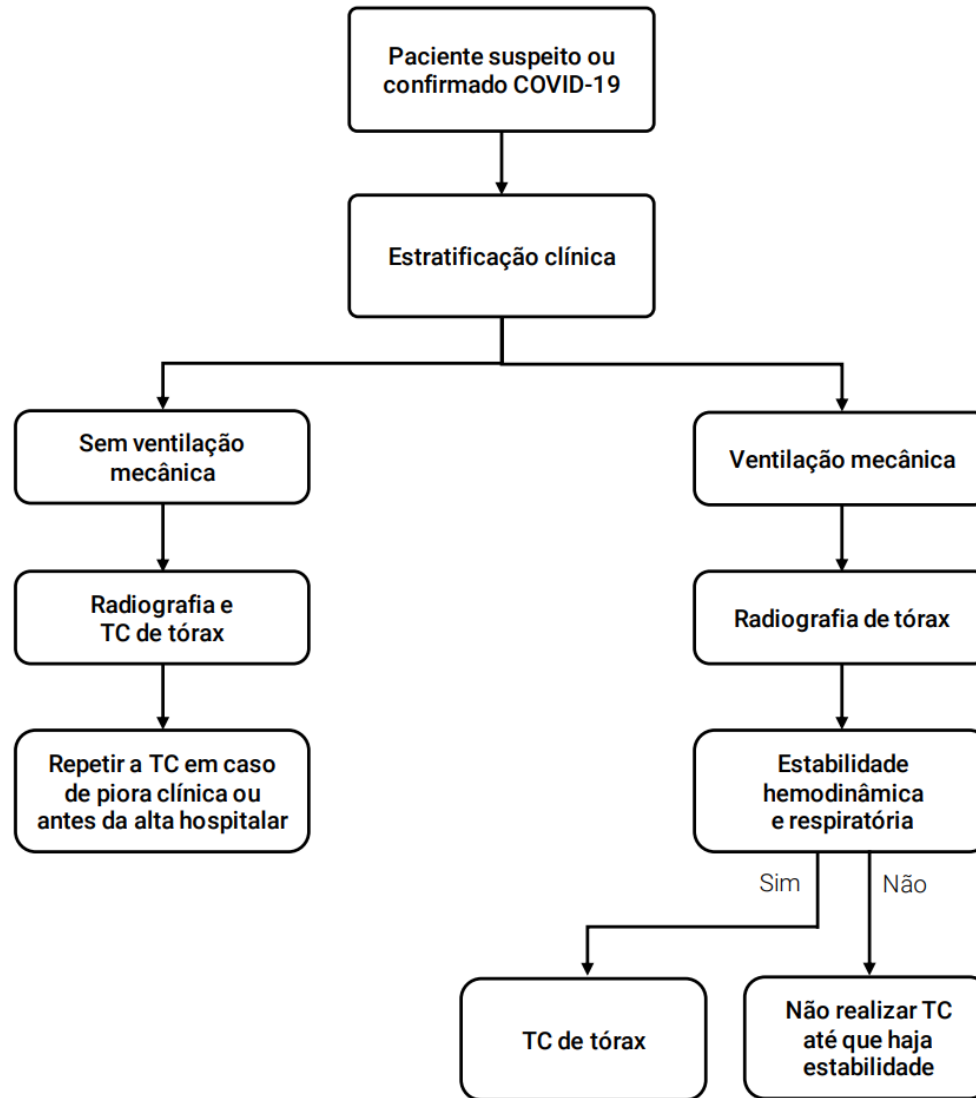 Paciente suspeito ou
confirmado COVID-19
Estratificação clínica
Sem ventilação
mecânica
Ventilação mecânica
Radiografia e
TC de tórax
Radiografia de tórax
Repetir a TC em caso
de piora clínica ou
antes da alta hospitalar
Estabilidade
hemodinâmica
e respiratória
Sim
Não
TC de tórax
Não realizar TC
até que haja
estabilidade